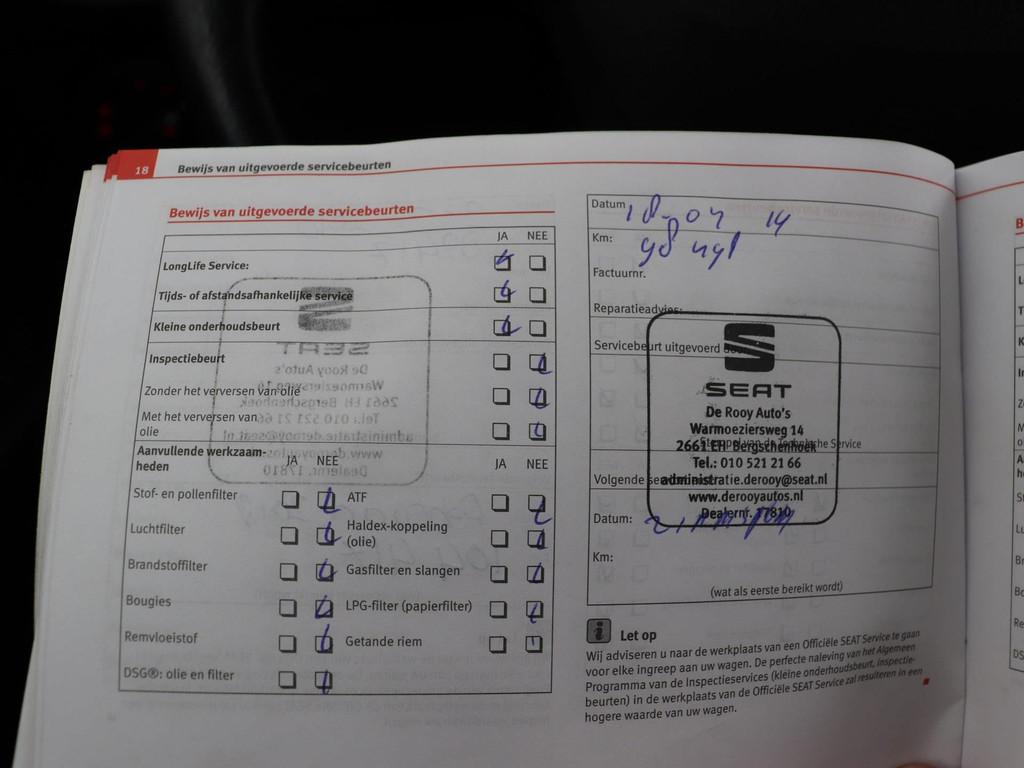 18 Bewijs van uitgevoerde servicebeurten
Bewijs van uitgevoerde servicebeurten
JA NEE
LongLife Service:
Tijds- of afstandsafhankelijke service
Kleine onderhoudsbeurt
Inspectiebeurt
Zonder het verversen van olie
Met het verversen van
olie
Aanvullende werkzaam-
heden
JA NEE JA NEE
Stof- en pollenfilter ATF
Luchtfilter Haldex-koppeling
(olie)
Brandstoffilter Gasfilter en slangen
Bougies LPG-filter (papierfilter)
Remvloeistof Getande riem
DSG®: olie en filter
Datum 18-04 14
Km:
Factuurnr.
Reparatieadvies:
Servicebeurt uitgevoerd
SEAT
De Rooy Auto's
Warmoeziersweg 14
2661 EH Bergschenhoek
Service
Tel.: 010 521 21 66
Volgende
administratie.derooy@seat.nl
www.derooyautos.nl
Dealernr. 17810
Datum:
Km:
(wat als eerste bereikt wordt)
Let op
Wij adviseren u naar de werkplaats van een Officiële SEAT Service te gaan
voor elke ingreep aan uw wagen. De perfecte naleving van het Algemeen
Programma van de Inspectieservices (kleine onderhoudsbeurt, inspectie-
beurten) in de werkplaats van de Officiële SEAT Service zal resulteren in een
hogere waarde van uw wagen.